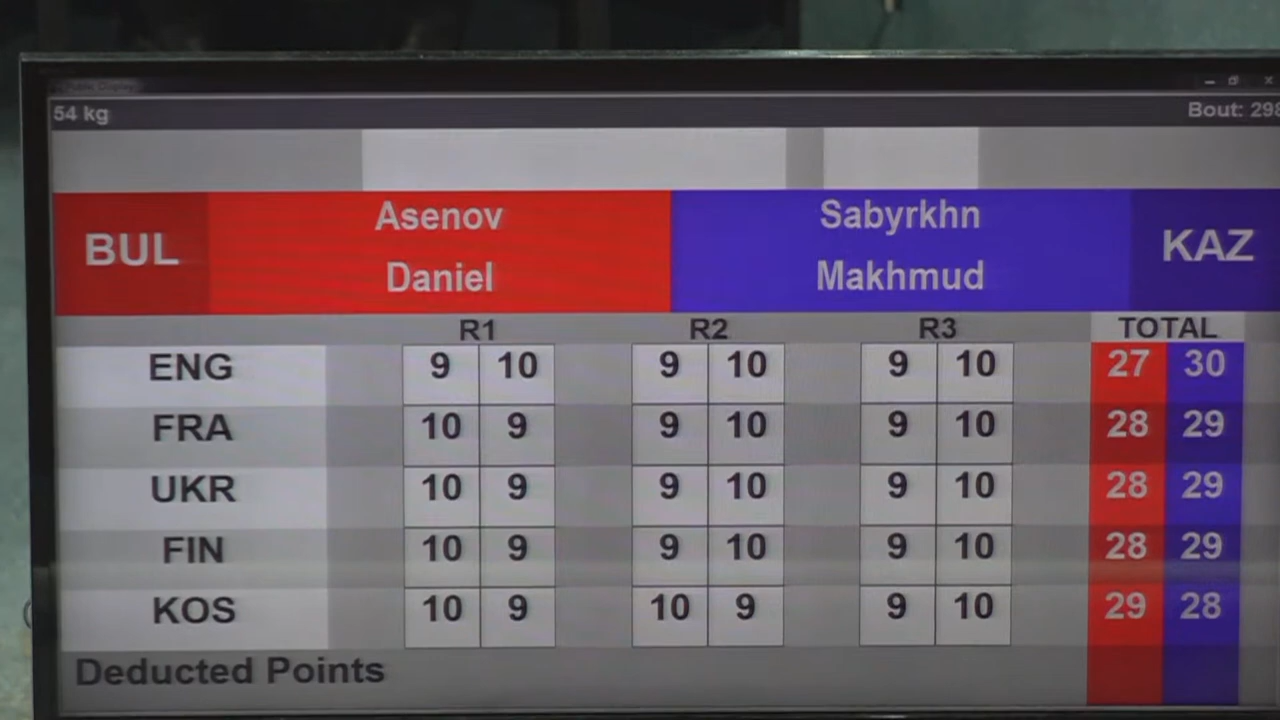 54 kg Bout: 298
BUL Asenov Daniel Sabyrkhn Makhmud KAZ
R1 R2 R3 TOTAL
ENG 9 10 9 10 9 10 27 30
FRA 10 9 9 10 9 10 28 29
UKR 10 9 9 10 9 10 28 29
FIN 10 9 9 10 9 10 28 29
KOS 10 9 10 9 9 10 29 28
Deducted Points